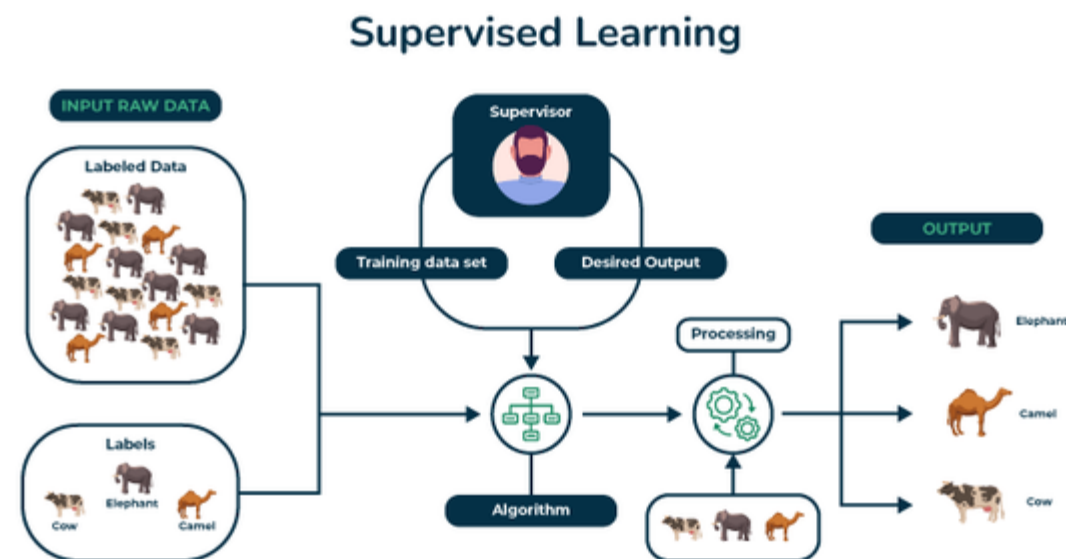 Supervised Learning
INPUT RAW DATA
Labeled Data
Supervisor
Training data set
Desired Output
OUTPUT
Processing
Elephant
Camel
Cow
Labels
Cow
Elephant
Camel
Algorithm